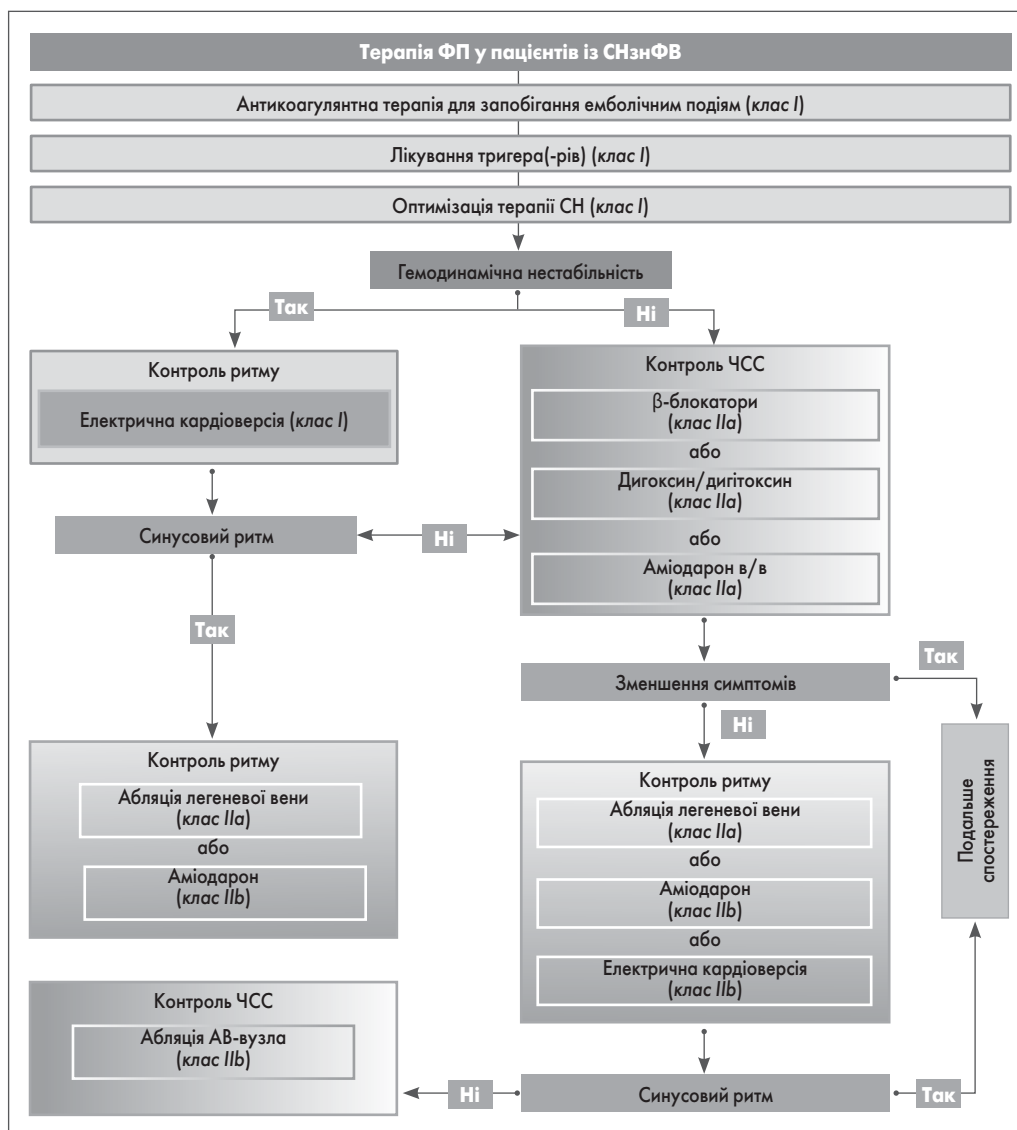 Терапія ФП у пацієнтів із СНзнФВ
Антикоагулянтна терапія для запобігання емболічним подіям (клас I)
Лікування тригера(-рів) (клас I)
Оптимізація терапії СН (клас I)
Гемодинамічна нестабільність
Так
Ні
Контроль ритму
Електрична кардіоверсія (клас I)
Контроль ЧСС
β-блокатори
(клас IIa)
або
Дигоксин/дигітоксин
(клас IIa)
або
Аміодарон в/в
(клас IIa)
Синусовий ритм
Ні
Так
Зменшення симптомів
Так
Ні
Контроль ритму
Абляція легеневої вени
(клас IIa)
або
Аміодарон
(клас IIb)
Контроль ритму
Абляція легеневої вени
(клас IIa)
або
Аміодарон
(клас IIb)
або
Електрична кардіоверсія
(клас IIb)
Подальше
спостереження
Контроль ЧСС
Абляція АВ-вузла
(клас IIb)
Ні
Синусовий ритм
Так